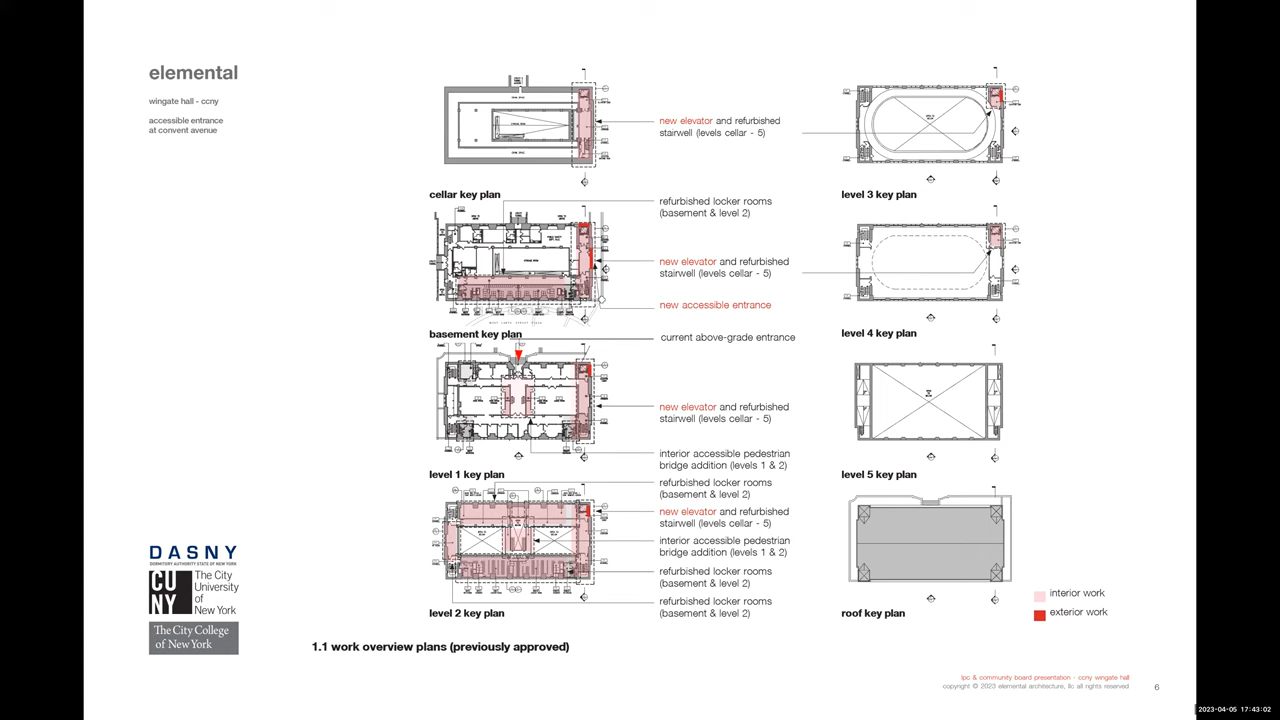 elemental
wingate hall - ccny
accessible entrance
at convent avenue
new elevator and refurbished
stairwell (levels cellar - 5)
cellar key plan
refurbished locker rooms
(basement & level 2)
new elevator and refurbished
stairwell (levels cellar - 5)
new accessible entrance
basement key plan
current above-grade entrance
new elevator and refurbished
stairwell (levels cellar - 5)
interior accessible pedestrian
bridge addition (levels 1 & 2)
level 1 key plan
refurbished locker rooms
(basement & level 2)
new elevator and refurbished
stairwell (levels cellar - 5)
interior accessible pedestrian
bridge addition (levels 1 & 2)
refurbished locker rooms
(basement & level 2)
refurbished locker rooms
(basement & level 2)
level 2 key plan
level 3 key plan
level 4 key plan
level 5 key plan
roof key plan
interior work
exterior work
DASNY
DORMITORY AUTHORITY STATE OF NEW YORK
CU
NY
The City
University
of
New York
The City College
of New York
1.1 work overview plans (previously approved)
lpc & community board presentation - ccny wingate hall
copyright © 2023 elemental architecture, llc all rights reserved
6
2023-04-05 17:43:02